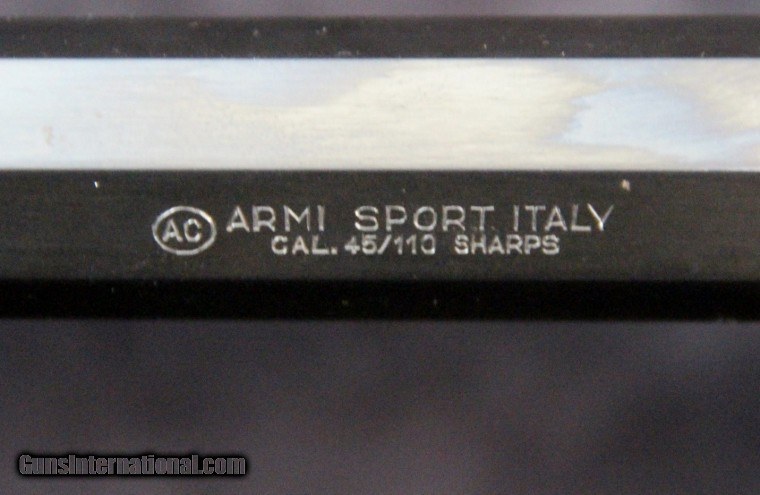 AC ARMI SPORT ITALY
CAL. 45/110 SHARPS
GunsInternational.com